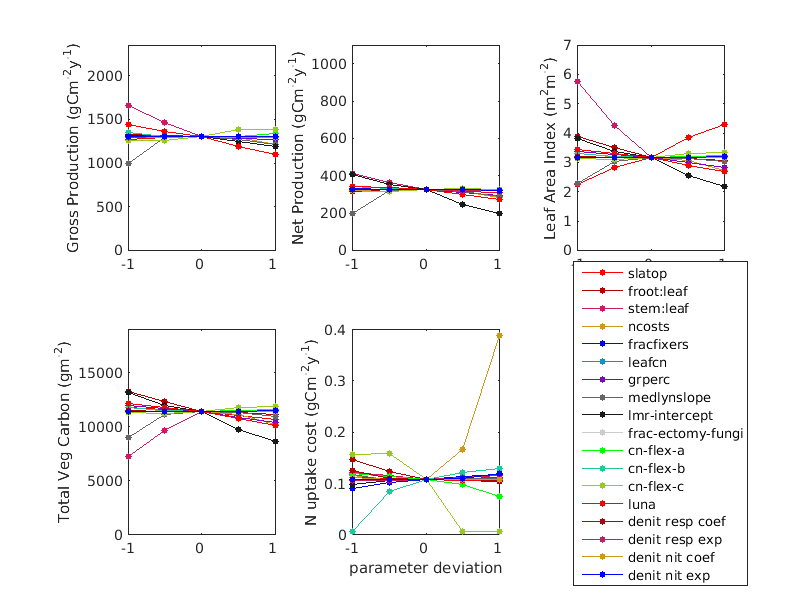 Gross Production (gCm⁻²y⁻¹)
2000
1500
1000
500
0
-1 0 1
Net Production (gCm⁻²y⁻¹)
1000
800
600
400
200
0
-1 0 1
Leaf Area Index (m²m⁻²)
7
6
5
4
3
2
1
0
-1 0 1
Total Veg Carbon (gm⁻²)
15000
10000
5000
0
-1 0 1
N uptake cost (gCm⁻²y⁻¹)
0.4
0.3
0.2
0.1
0
-1 0 1
parameter deviation
slatop
froot:leaf
stem:leaf
ncosts
fracfixers
leafcn
grperc
medlynslope
lmr-intercept
frac-ectomy-fungi
cn-flex-a
cn-flex-b
cn-flex-c
luna
denit resp coef
denit resp exp
denit nit coef
denit nit exp